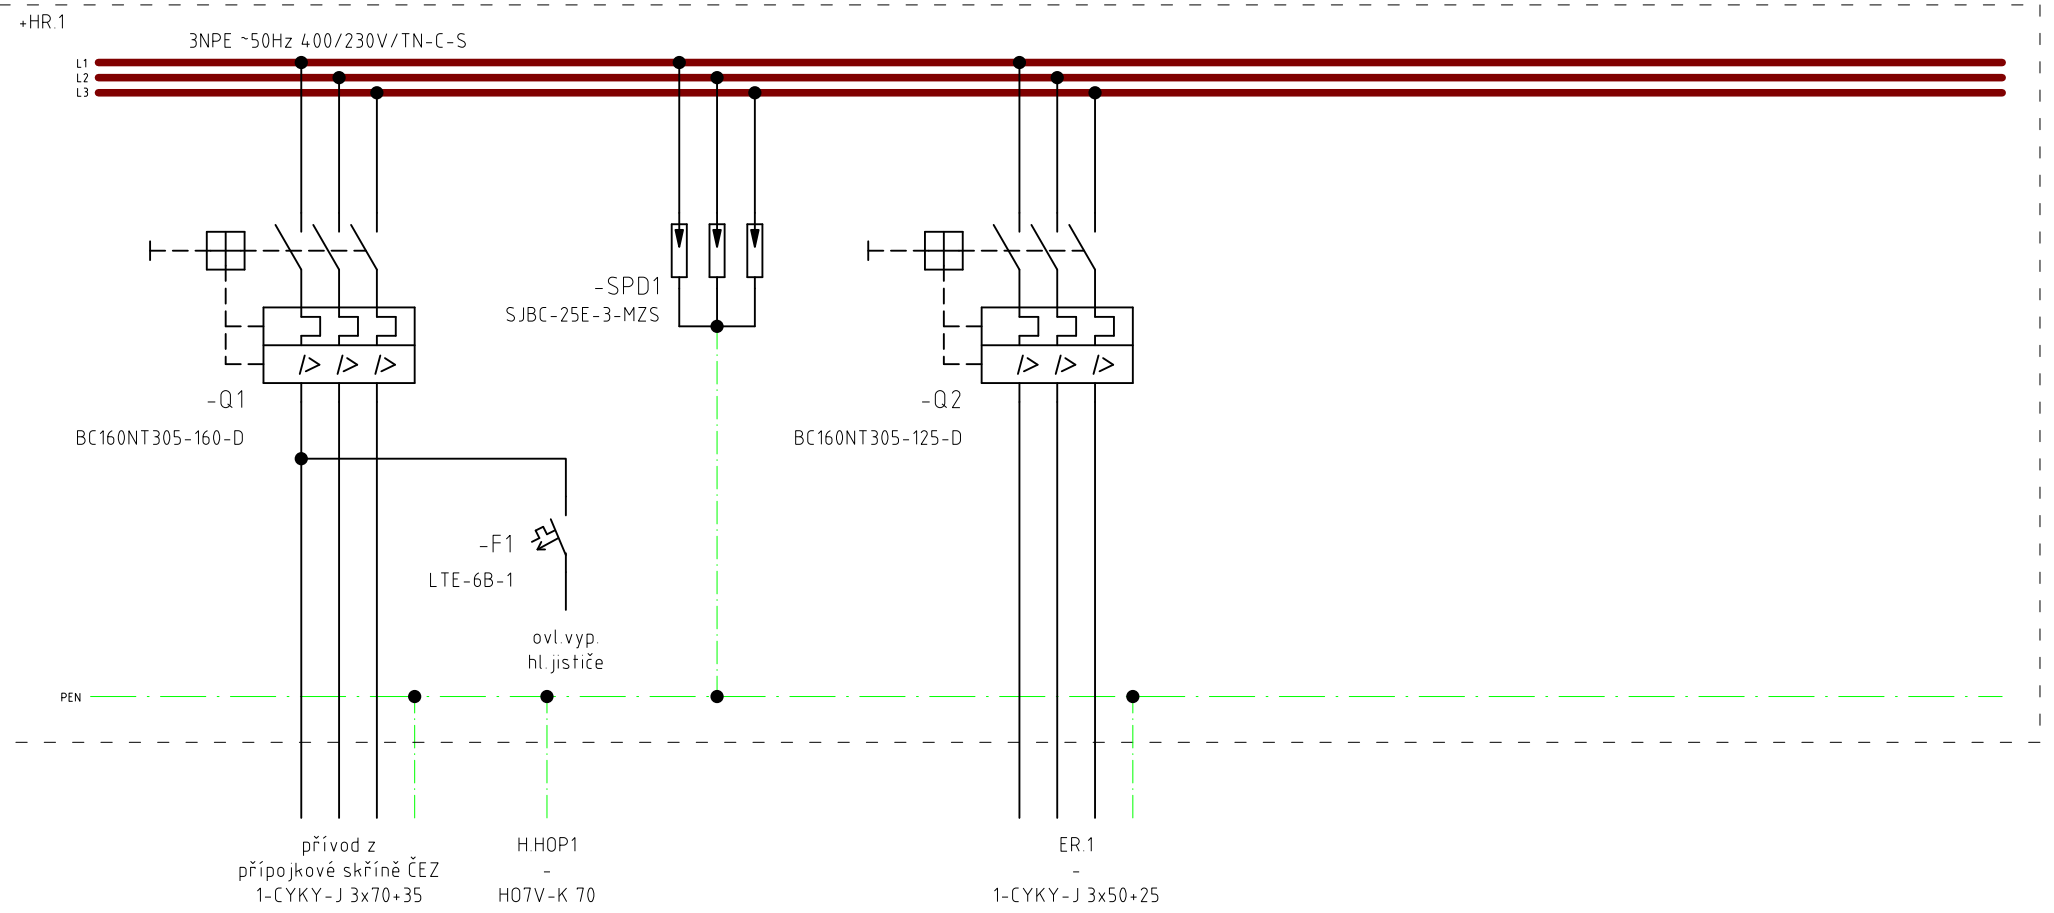 +HR.1
3NPE ~50Hz 400/230V/TN-C-S
L1
L2
L3
-SPD1
SJBC-25E-3-MZS
-Q1
BC160NT305-160-D
-Q2
BC160NT305-125-D
-F1
LTE-6B-1
ovl.vyp.
hl.jističe
PEN
přívod z
přípojkové skříně ČEZ
1-CYKY-J 3x70+35
H.HOP1
-
HO7V-K 70
ER.1
-
1-CYKY-J 3x50+25